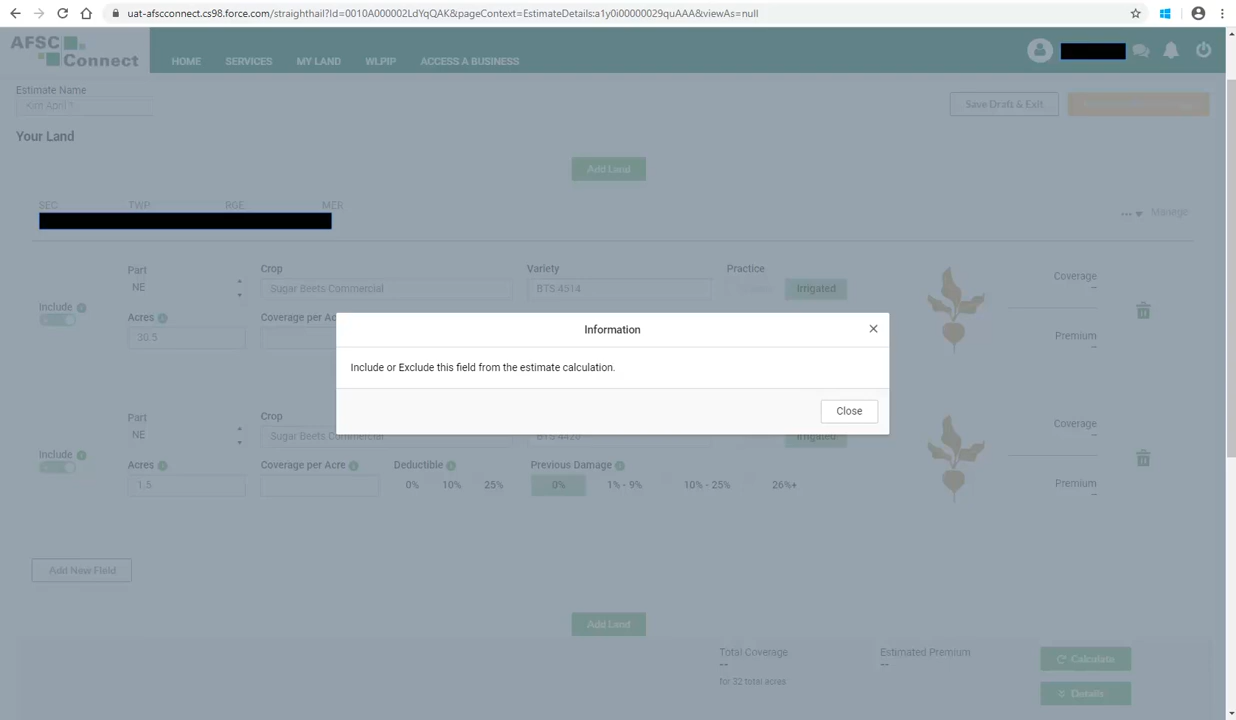 uat-afscconnect.cs98.force.com/straighthail?Id=0010A000002LdYqQAK&pageContext=EstimateDetails:a1y0i00000029quAAA&viewAs=null
AFSC
Connect
HOME SERVICES MY LAND WLPIP ACCESS A BUSINESS
Estimate Name
Kim April 1
Save Draft & Exit
Your Land
Add Land
SEC TWP RGE MER
Manage
Part Crop Variety Practice
NE Sugar Beets Commercial BTS 4514 Irrigated
Coverage
--
Include
Acres Coverage per Acre
30.5
Premium
--
Information
Include or Exclude this field from the estimate calculation.
Close
Part Crop
NE Sugar Beets Commercial Irrigated
Coverage
--
Include
Acres Coverage per Acre Deductible Previous Damage
1.5 0% 10% 25% 0% 1% - 9% 10% - 25% 26%+
Premium
--
Add New Field
Add Land
Total Coverage Estimated Premium
-- --
for 32 total acres
Calculate
Details